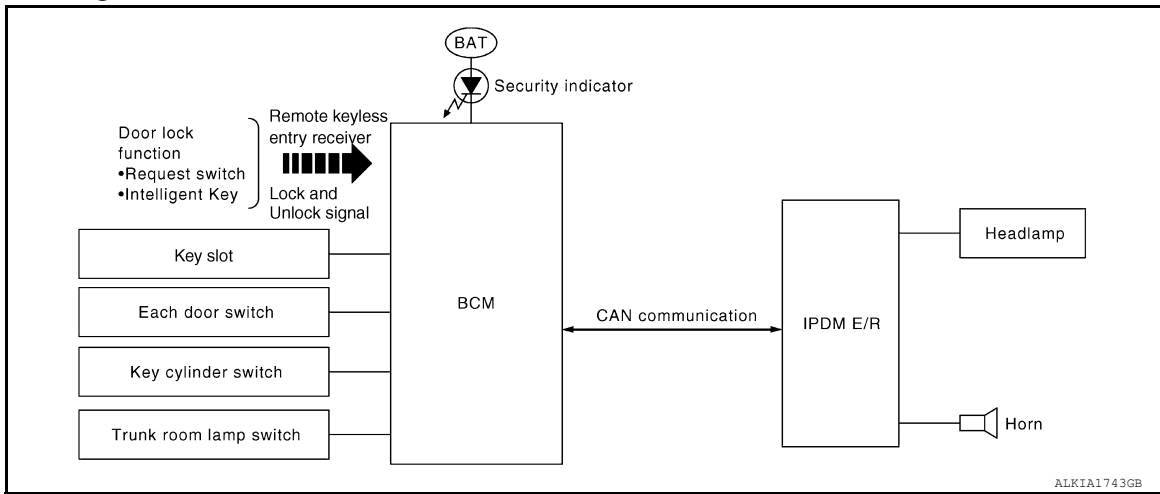 BAT
Security indicator
Door lock
function
•Request switch
•Intelligent Key
Remote keyless
entry receiver
Lock and
Unlock signal
Key slot
Each door switch
Key cylinder switch
Trunk room lamp switch
BCM
CAN communication
IPDM E/R
Headlamp
Horn
ALKIA1743GB